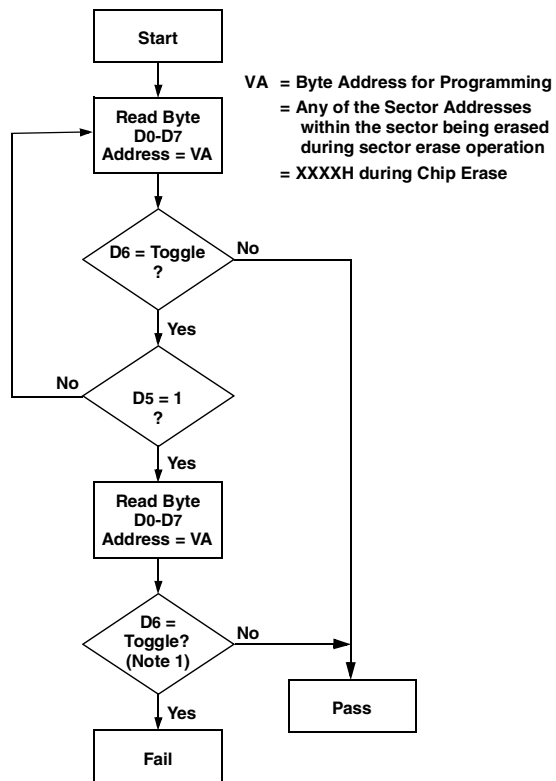 Start
VA = Byte Address for Programming
= Any of the Sector Addresses
within the sector being erased
during sector erase operation
= XXXXH during Chip Erase
Read Byte
D0-D7
Address = VA
D6 = Toggle
?
No
Yes
No
D5 = 1
?
Yes
Read Byte
D0-D7
Address = VA
D6 =
Toggle?
(Note 1)
No
Yes
Pass
Fail